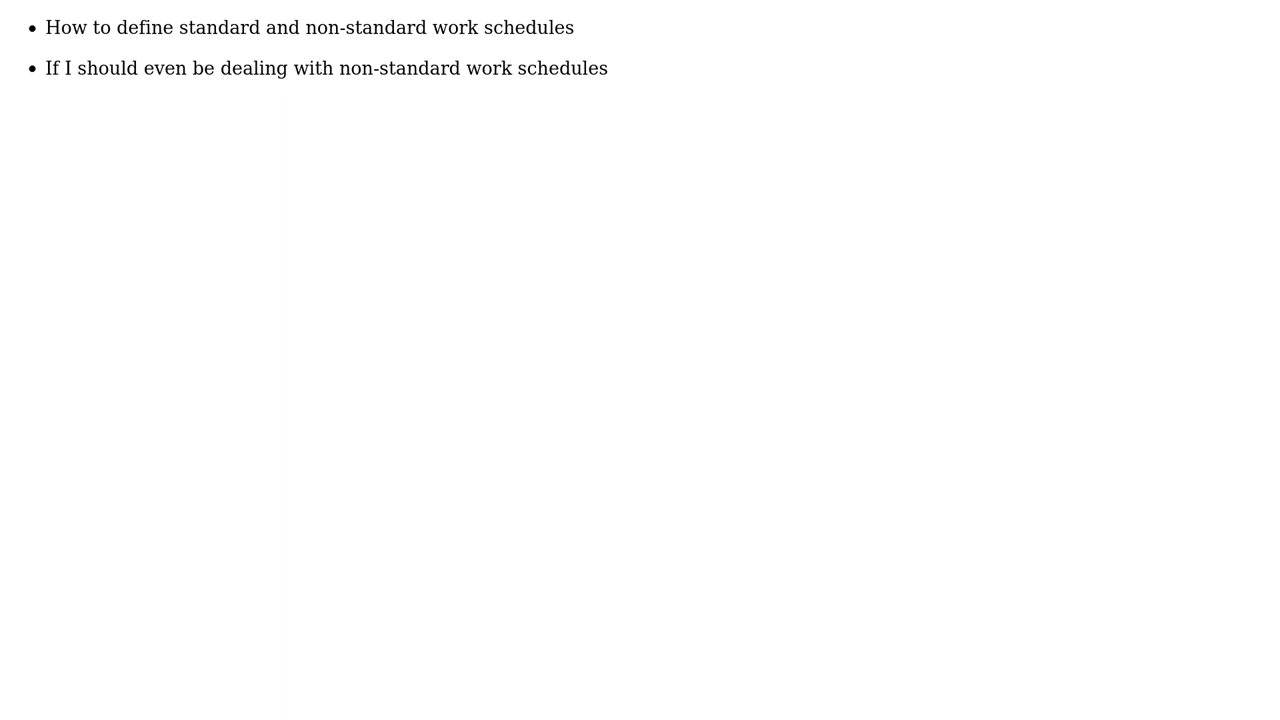 • How to define standard and non-standard work schedules
• If I should even be dealing with non-standard work schedules